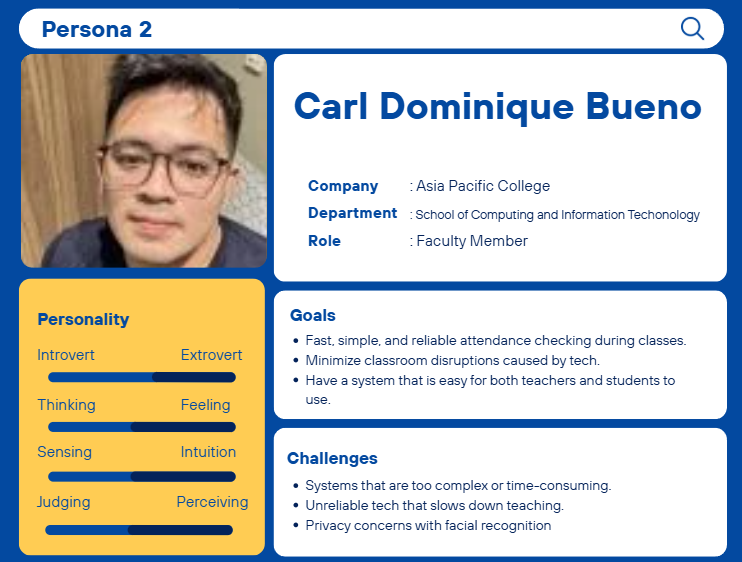 Persona 2
Carl Dominique Bueno
Company : Asia Pacific College
Department : School of Computing and Information Techonology
Role : Faculty Member
Personality
Introvert Extrovert
Thinking Feeling
Sensing Intuition
Judging Perceiving
Goals
• Fast, simple, and reliable attendance checking during classes.
• Minimize classroom disruptions caused by tech.
• Have a system that is easy for both teachers and students to
use.
Challenges
• Systems that are too complex or time-consuming.
• Unreliable tech that slows down teaching.
• Privacy concerns with facial recognition